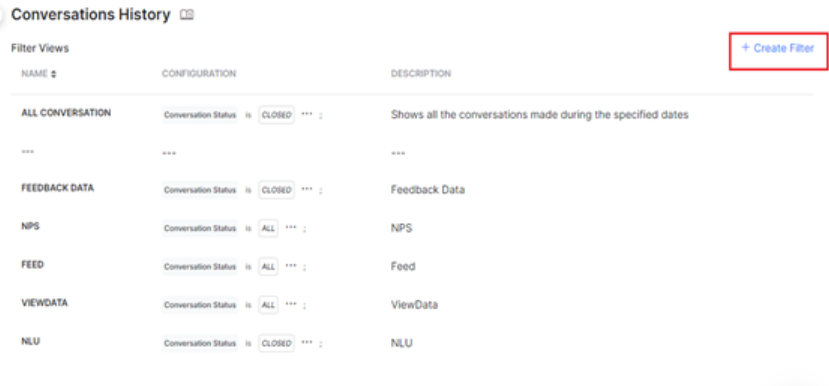 Conversations History
Filter Views
+ Create Filter
NAME CONFIGURATION DESCRIPTION
ALL CONVERSATION Conversation Status is CLOSED ••• ; Shows all the conversations made during the specified dates
--- --- ---
FEEDBACK DATA Conversation Status is CLOSED ••• ; Feedback Data
NPS Conversation Status is ALL ••• ; NPS
FEED Conversation Status is ALL ••• ; Feed
VIEWDATA Conversation Status is ALL ••• ; ViewData
NLU Conversation Status is CLOSED ••• ; NLU